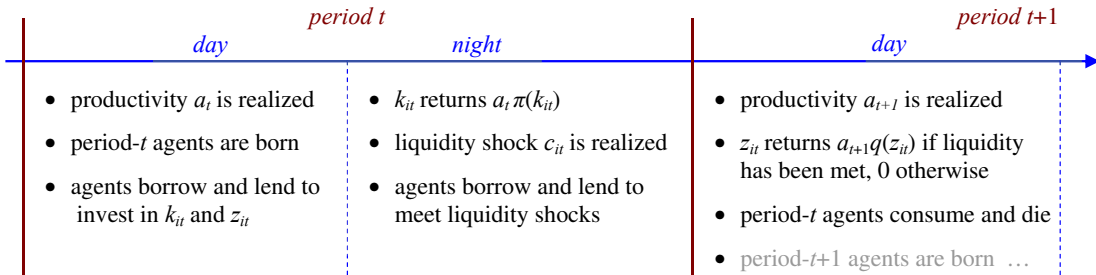 period t
period t+1
day
night
day
• productivity a_t is realized
• period-t agents are born
• agents borrow and lend to
invest in k_it and z_it
• k_it returns a_t π(k_it)
• liquidity shock c_it is realized
• agents borrow and lend to
meet liquidity shocks
• productivity a_t+1 is realized
• z_it returns a_t+1q(z_it) if liquidity
has been met, 0 otherwise
• period-t agents consume and die
• period-t+1 agents are born …